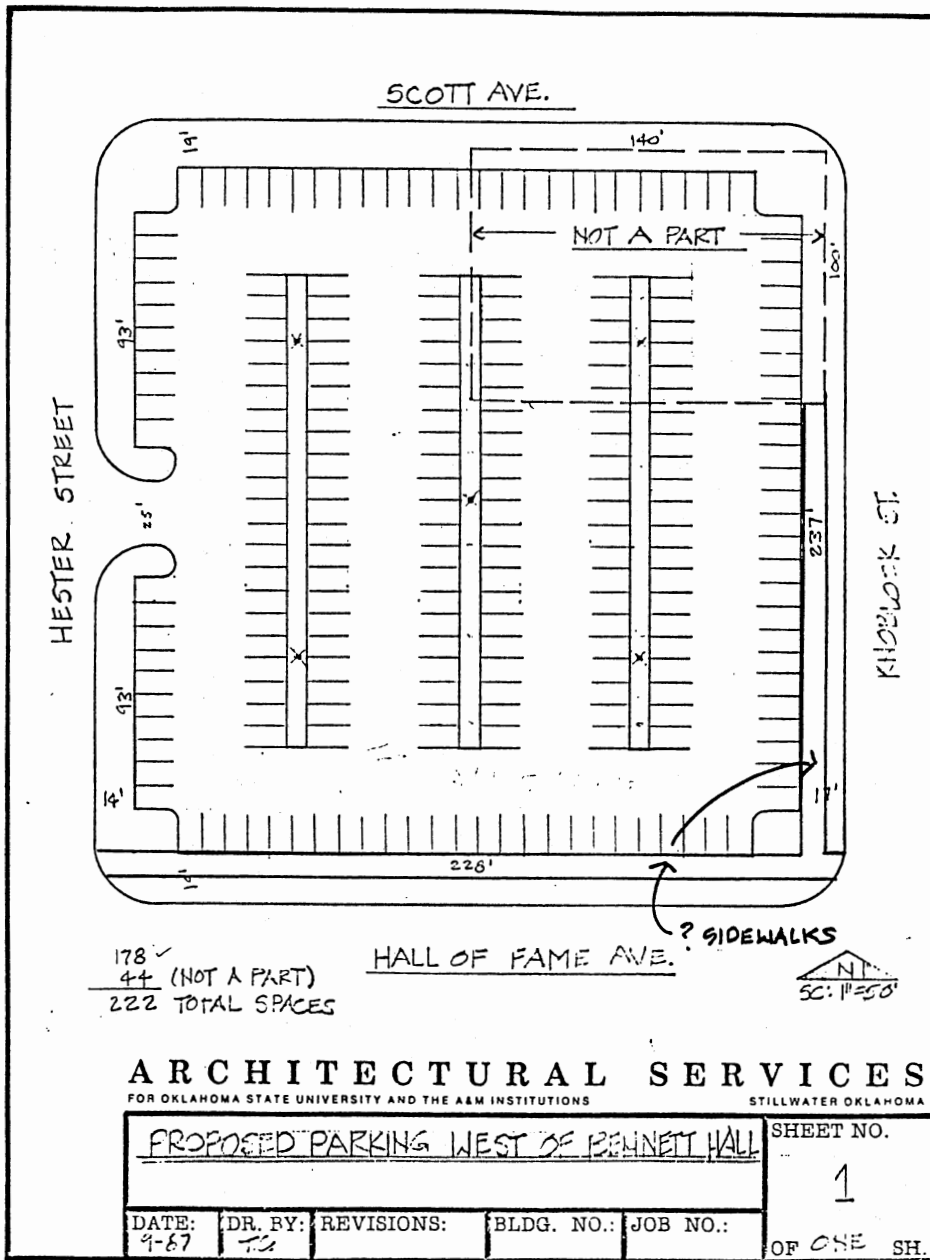 SCOTT AVE.
19'
140'
NOT A PART
100'
93'
HESTER STREET
25'
237'
KNOBLOCK ST.
93'
14'
17'
228'
? SIDEWALKS
178 ✓
44 (NOT A PART)
222 TOTAL SPACES
HALL OF FAME AVE.
N
SC: 1"=50'
ARCHITECTURAL SERVICES
FOR OKLAHOMA STATE UNIVERSITY AND THE A&M INSTITUTIONS
STILLWATER OKLAHOMA
PROPOSED PARKING WEST OF BENNETT HALL
SHEET NO.
1
OF ONE SH.
DATE:
9-87
DR. BY:
REVISIONS:
BLDG. NO.:
JOB NO.: